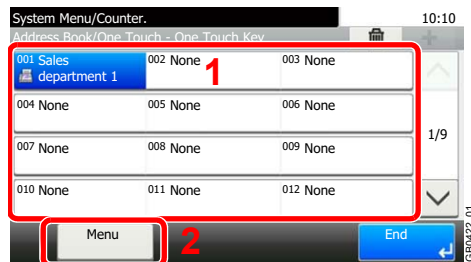 System Menu/Counter. 10:10
Address Book/One Touch - One Touch Key
001 Sales department 1 002 None 003 None
1
004 None 005 None 006 None
1/9
007 None 008 None 009 None
010 None 011 None 012 None
Menu 2 End
GB0422_01